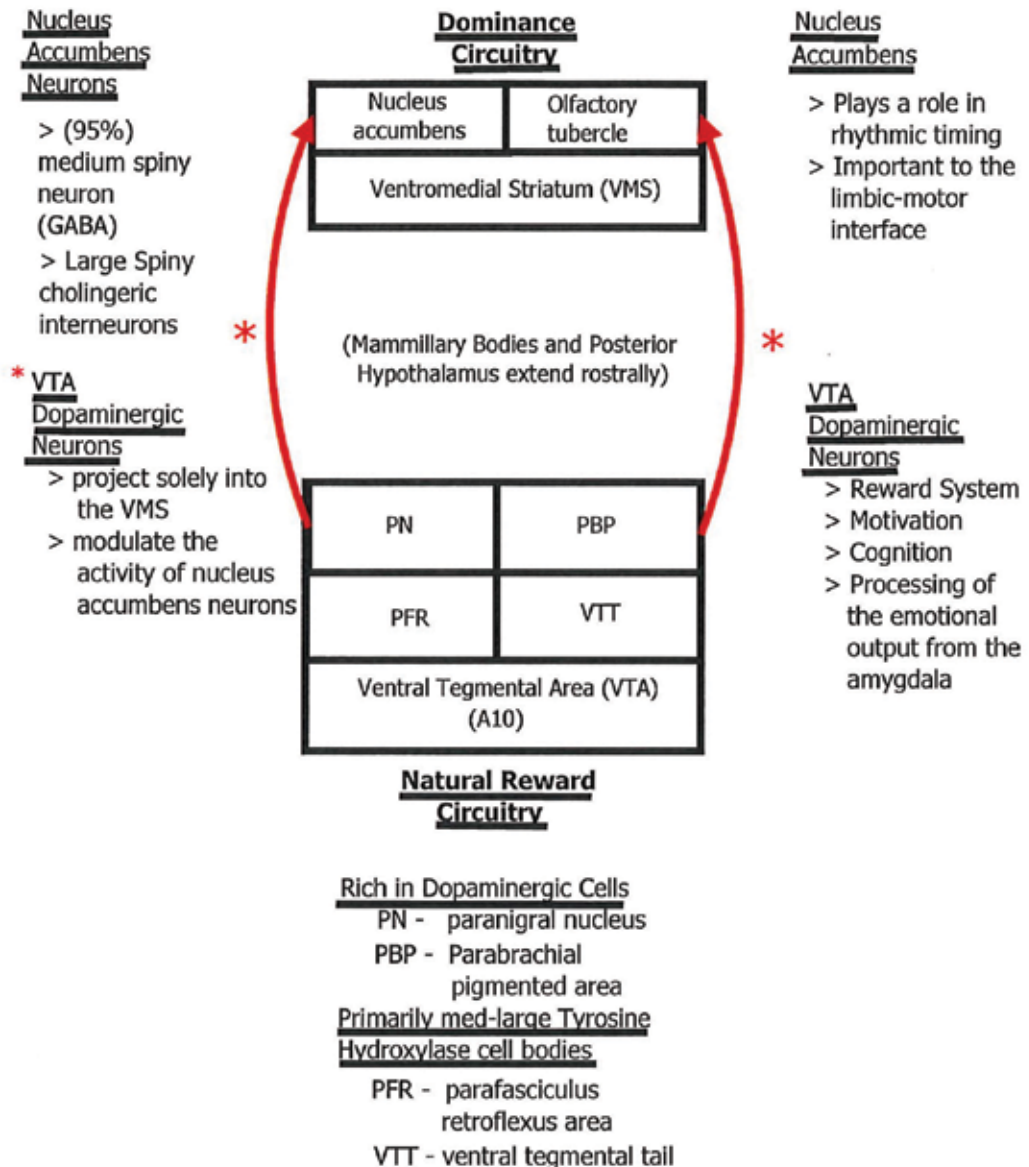 Nucleus
Accumbens
Neurons
> (95%)
medium spiny
neuron
(GABA)
> Large Spiny
cholingeric
interneurons
*
* VTA
Dopaminergic
Neurons
> project solely into
the VMS
> modulate the
activity of nucleus
accumbens neurons
Dominance
Circuitry
Nucleus
accumbens
Olfactory
tubercle
Ventromedial Striatum (VMS)
(Mammillary Bodies and Posterior
Hypothalamus extend rostrally)
PN
PBP
PFR
VTT
Ventral Tegmental Area (VTA)
(A10)
Natural Reward
Circuitry
Nucleus
Accumbens
> Plays a role in
rhythmic timing
> Important to the
limbic-motor
interface
*
VTA
Dopaminergic
Neurons
> Reward System
> Motivation
> Cognition
> Processing of
the emotional
output from the
amygdala
Rich in Dopaminergic Cells
PN - paranigral nucleus
PBP - Parabrachial
pigmented area
Primarily med-large Tyrosine
Hydroxylase cell bodies
PFR - parafasciculus
retroflexus area
VTT - ventral tegmental tail